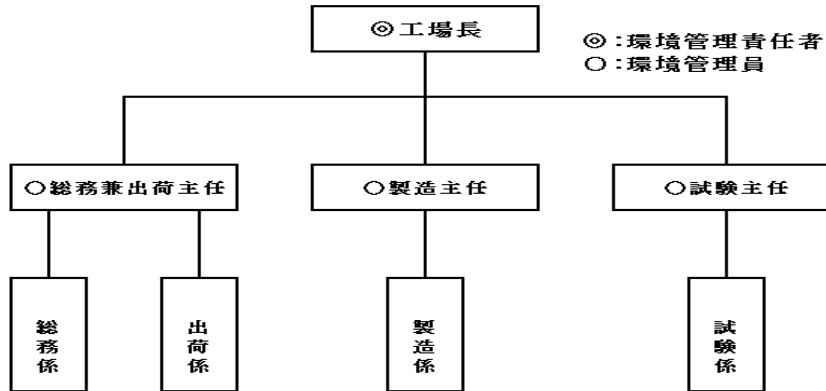 ◎工場長
◎:環境管理責任者
○:環境管理員
○総務兼出荷主任
○製造主任
○試験主任
総務係
出荷係
製造係
試験係